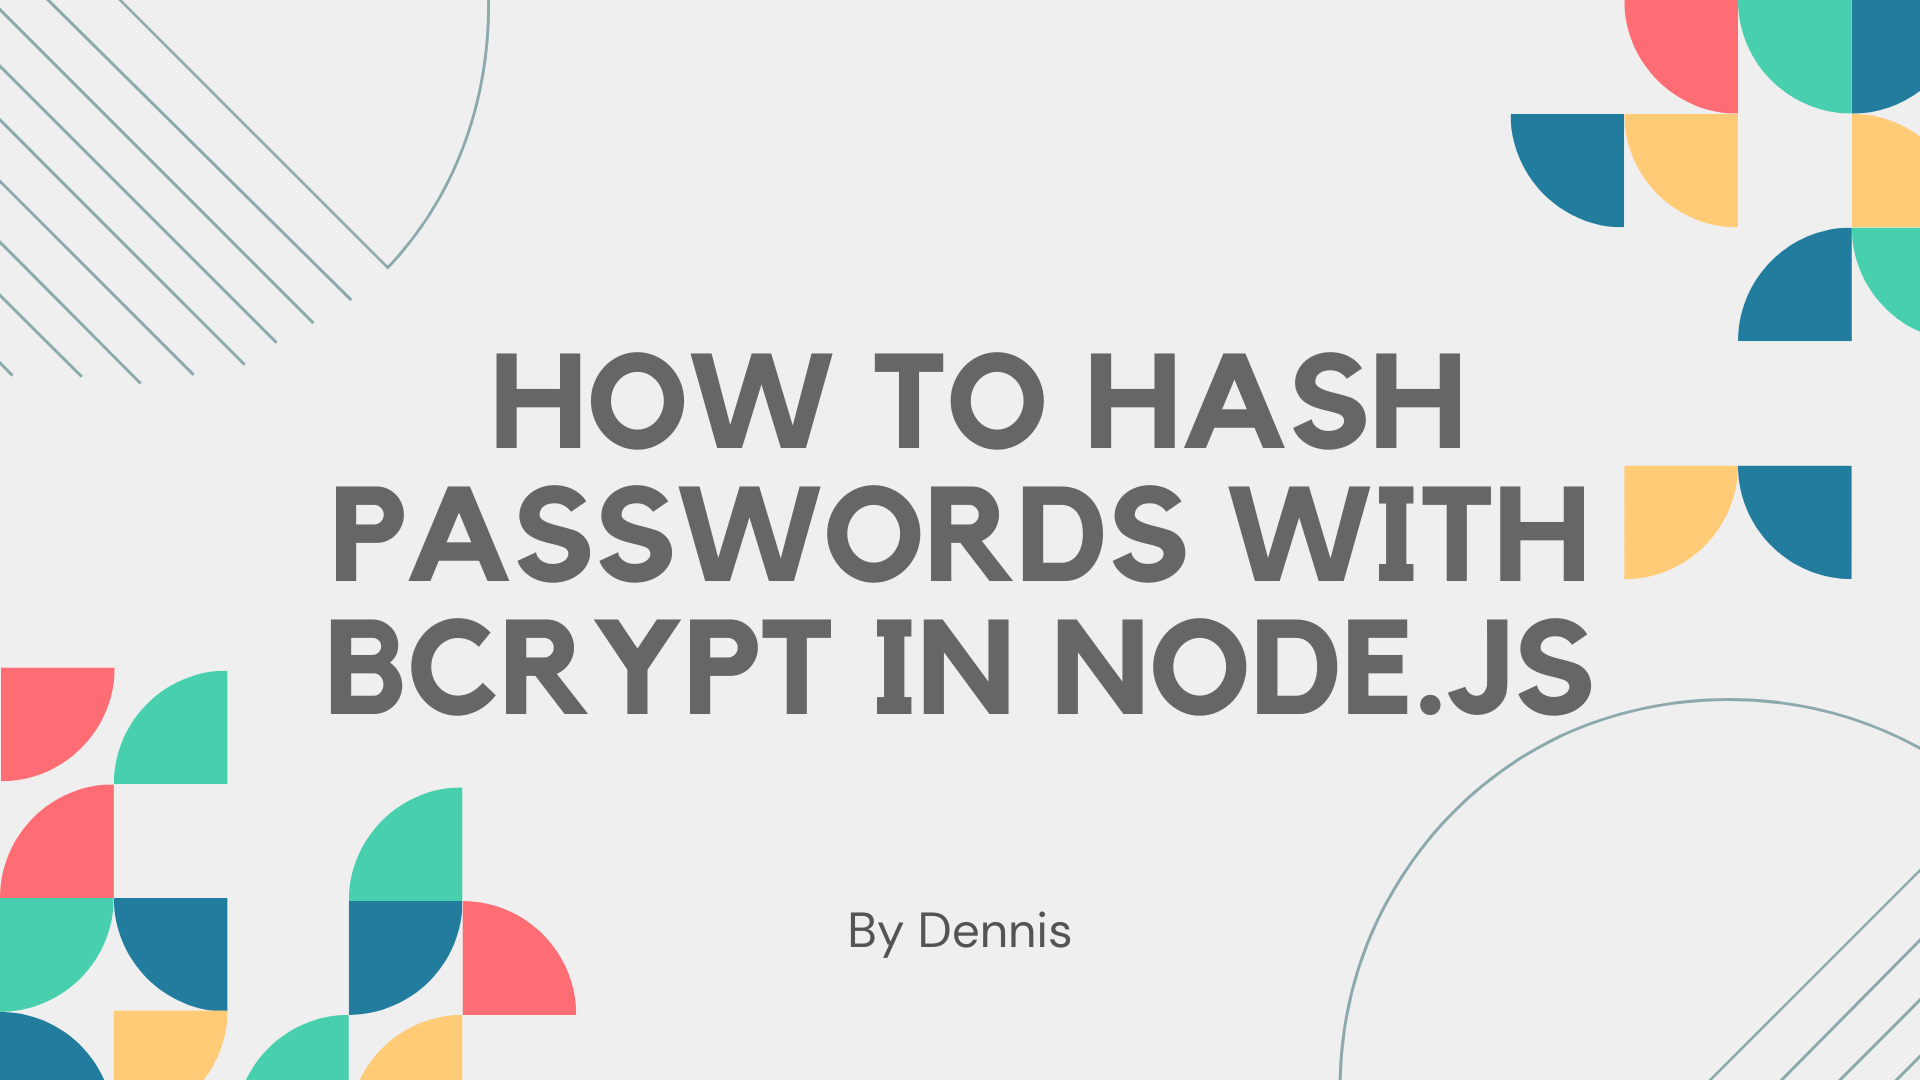 HOW TO HASH
PASSWORDS WITH
BCRYPT IN NODE.JS
By Dennis